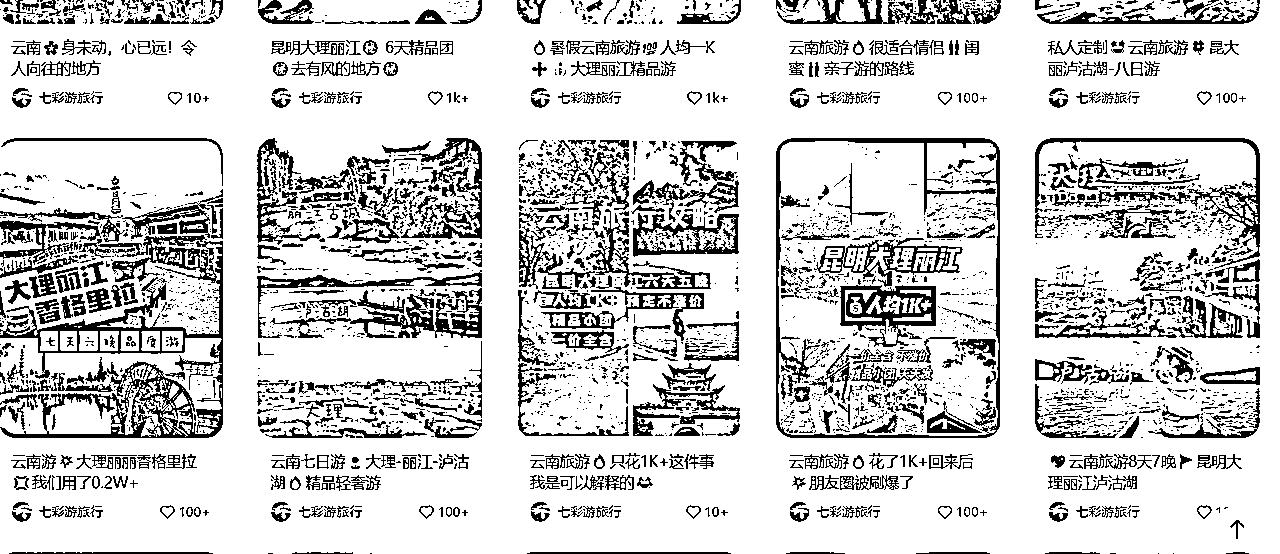 云南身未动，心已远！令
人向往的地方
七彩游旅行 10+
昆明大理丽江 6天精品团
去有风的地方
七彩游旅行 1k+
暑假云南旅游💯人均一K
+ 大理丽江精品游
七彩游旅行 1k+
云南旅游很适合情侣闺
蜜亲子游的路线
七彩游旅行 100+
私人定制云南旅游昆大
丽泸沽湖-八日游
七彩游旅行 100+
大理丽江
香格里拉
七天六晚品质游
云南游大理丽丽香格里拉
我们用了0.2W+
七彩游旅行 100+
丽江古
泸沽湖
大理
云南七日游大理-丽江-泸沽
湖精品轻奢游
七彩游旅行 100+
云南旅行攻略
昆明大理丽江六天五晚
预定不涨价
精品小团
一价全含
云南旅游只花1K+这件事
我是可以解释的
七彩游旅行 10+
昆明大理丽江
人均1K+
一价全含
云南旅游花了1K+回来后
朋友圈被刷爆了
七彩游旅行 100+
大理
云南旅游8天7晚昆明大
理丽江泸沽湖
七彩游旅行